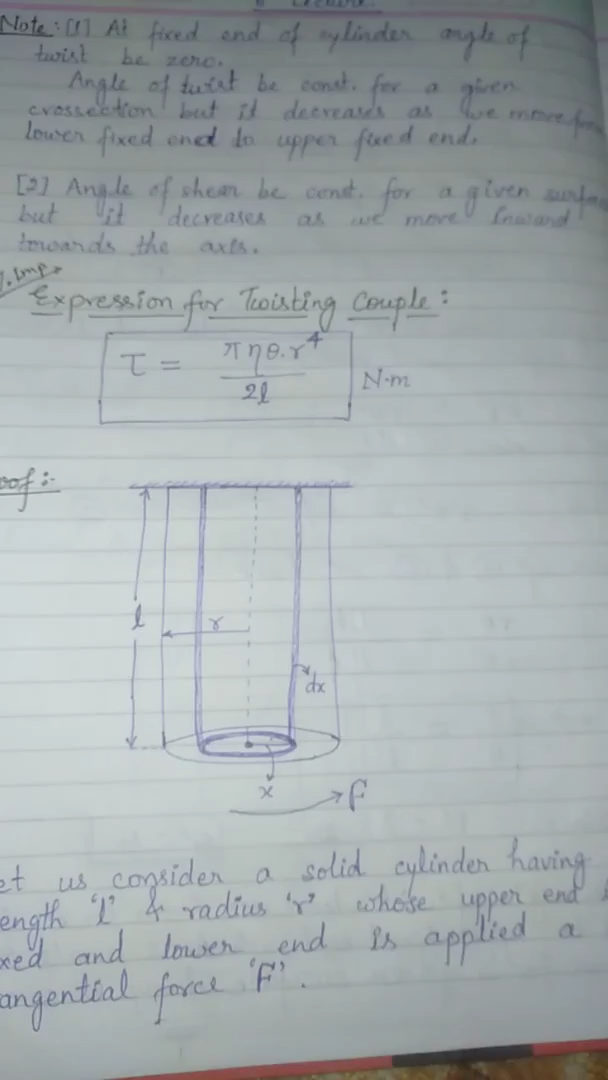 Lecture.
Note: [1] At fixed end of cylinder angle of
twist be zero.
Angle of twist be const. for a given
crossection but it decreases as we move
lower fixed end to upper fixed end.
[2] Angle of shear be const. for a given
but it decreases as we move inward
towards the axis.
Imp
Expression for Twisting Couple:
τ = πηθ.r⁴ / 2l N.m
oof:-
l
r
dx
x
F
et us consider a solid cylinder having
ength 'l' & radius 'r' whose upper end
xed and lower end is applied a
angential force 'F'.